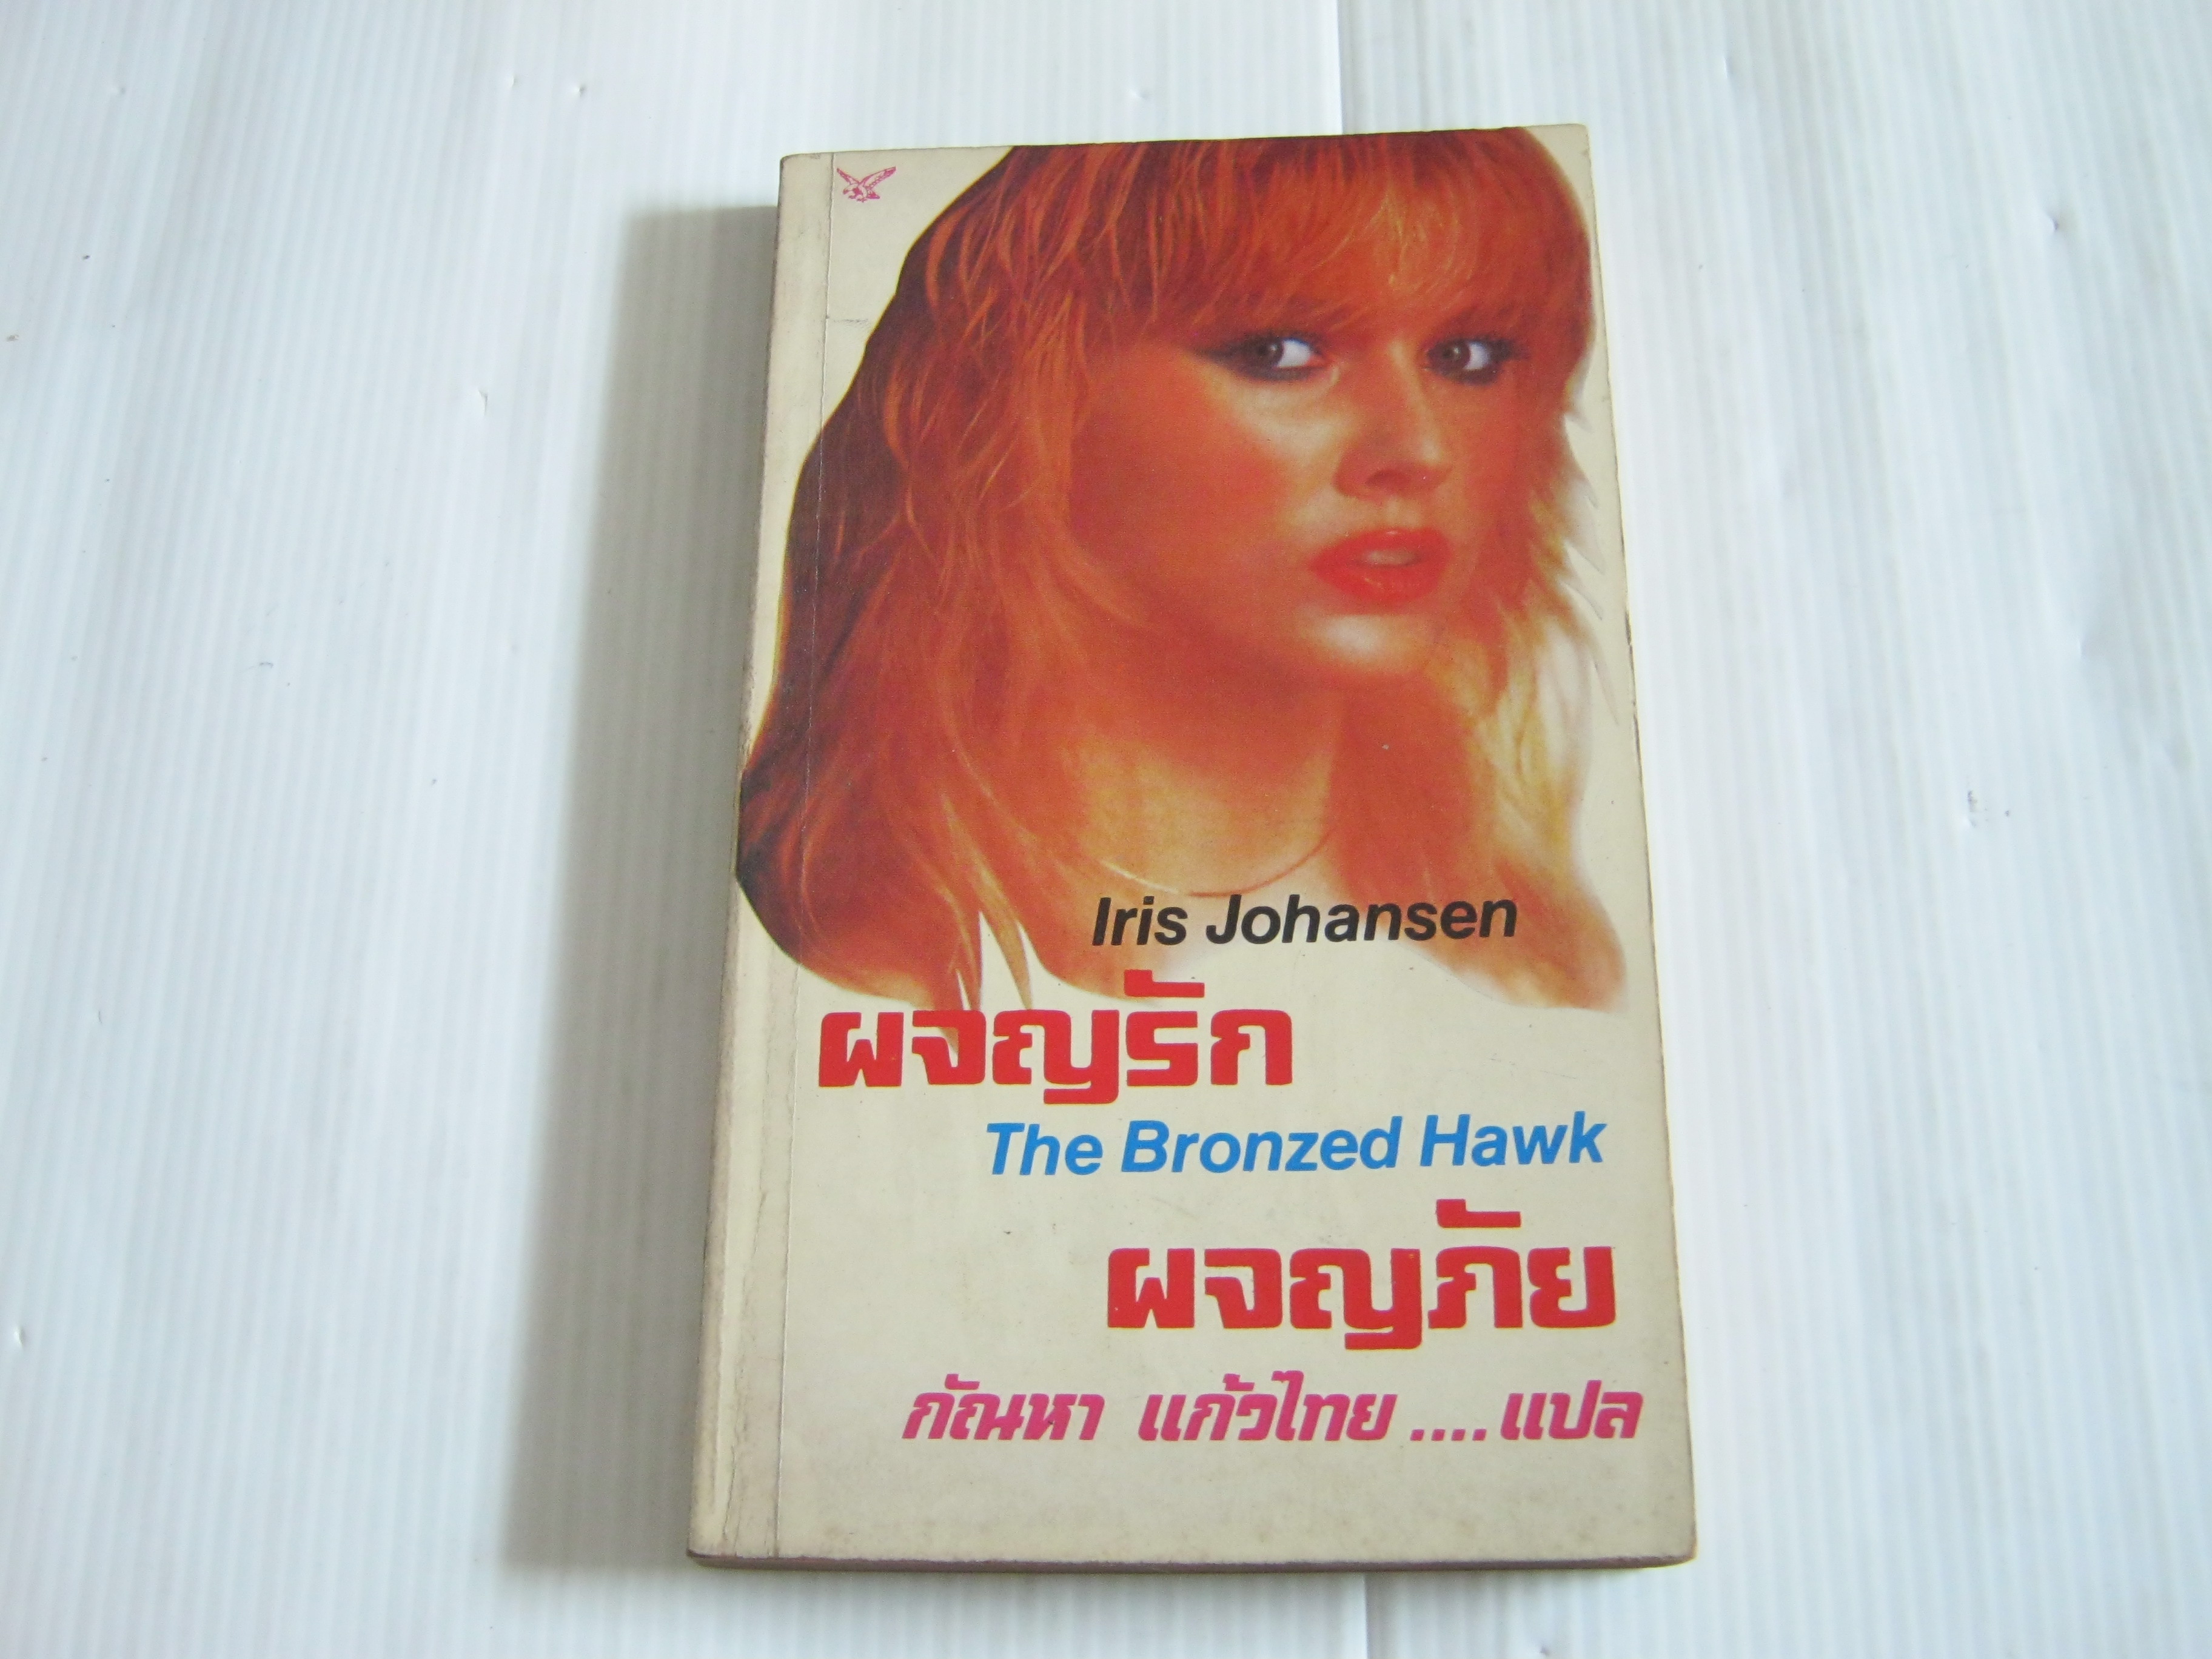 Iris Johansen
ผจญรัก
The Bronzed Hawk
ผจญภัย
กัณหา แก้วไทย .... แปล